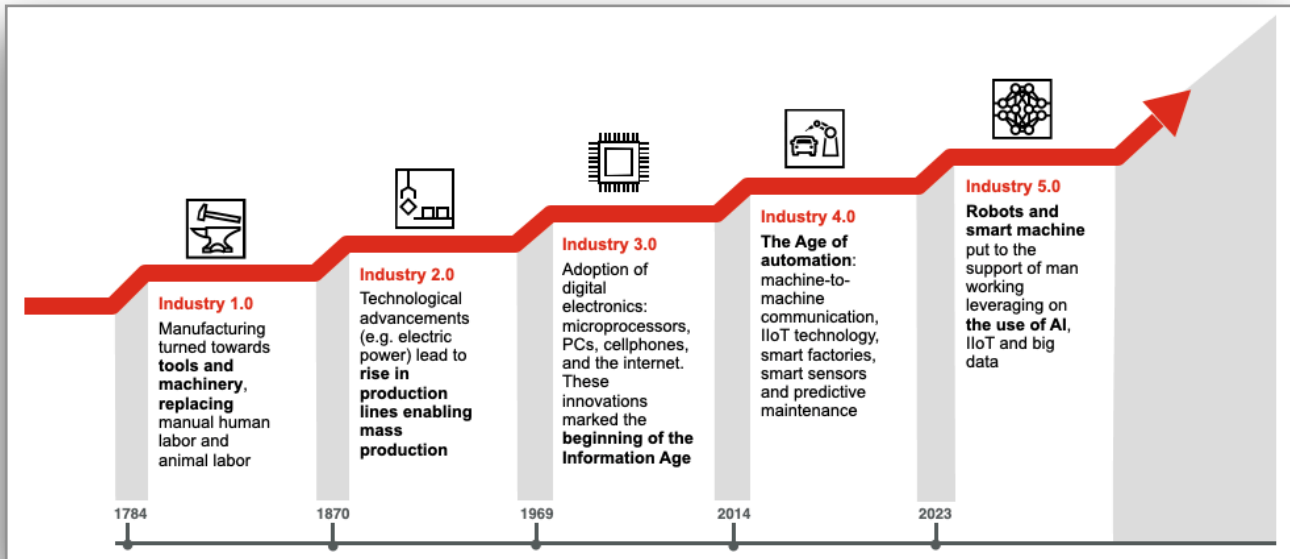 Industry 1.0
Manufacturing
turned towards
tools and
machinery,
replacing
manual human
labor and
animal labor
Industry 2.0
Technological
advancements
(e.g. electric
power) lead to
rise in
production
lines enabling
mass
production
Industry 3.0
Adoption of
digital
electronics:
microprocessors,
PCs, cellphones,
and the internet.
These
innovations
marked the
beginning of the
Information Age
Industry 4.0
The Age of
automation:
machine-to-
machine
communication,
IIoT technology,
smart factories,
smart sensors
and predictive
maintenance
Industry 5.0
Robots and
smart machine
put to the
support of man
working
leveraging on
the use of AI,
IIoT and big
data
1784
1870
1969
2014
2023